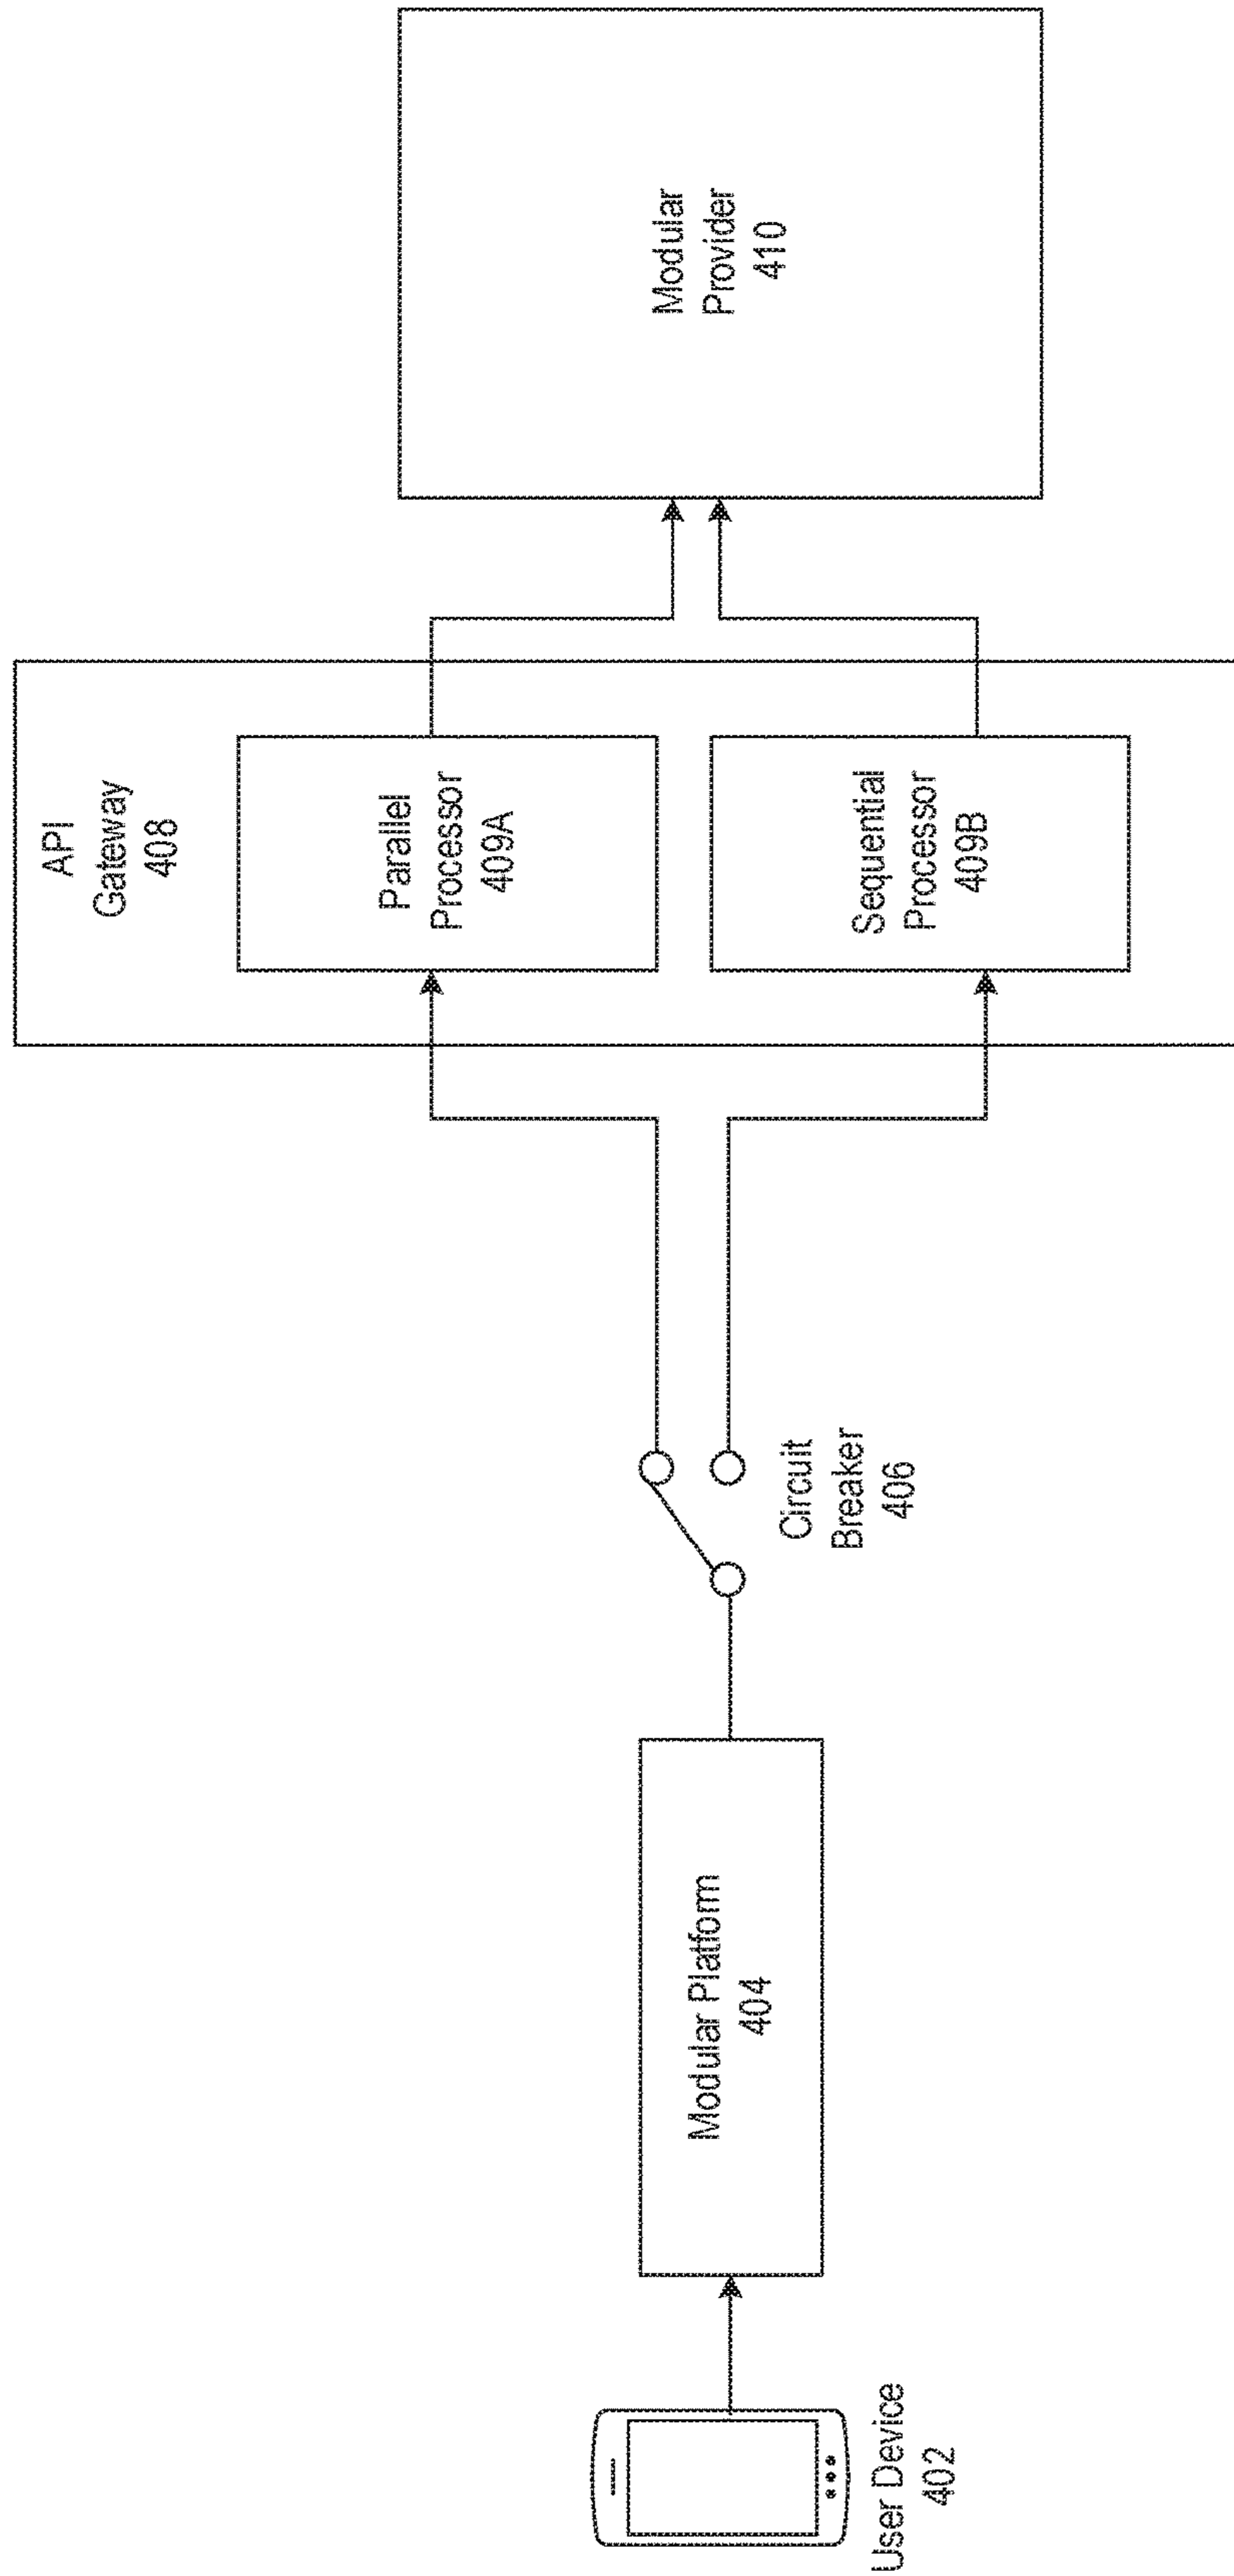 User Device
402
Modular Platform
404
Circuit
Breaker
406
API
Gateway
408
Parallel
Processor
409A
Sequential
Processor
409B
Modular
Provider
410